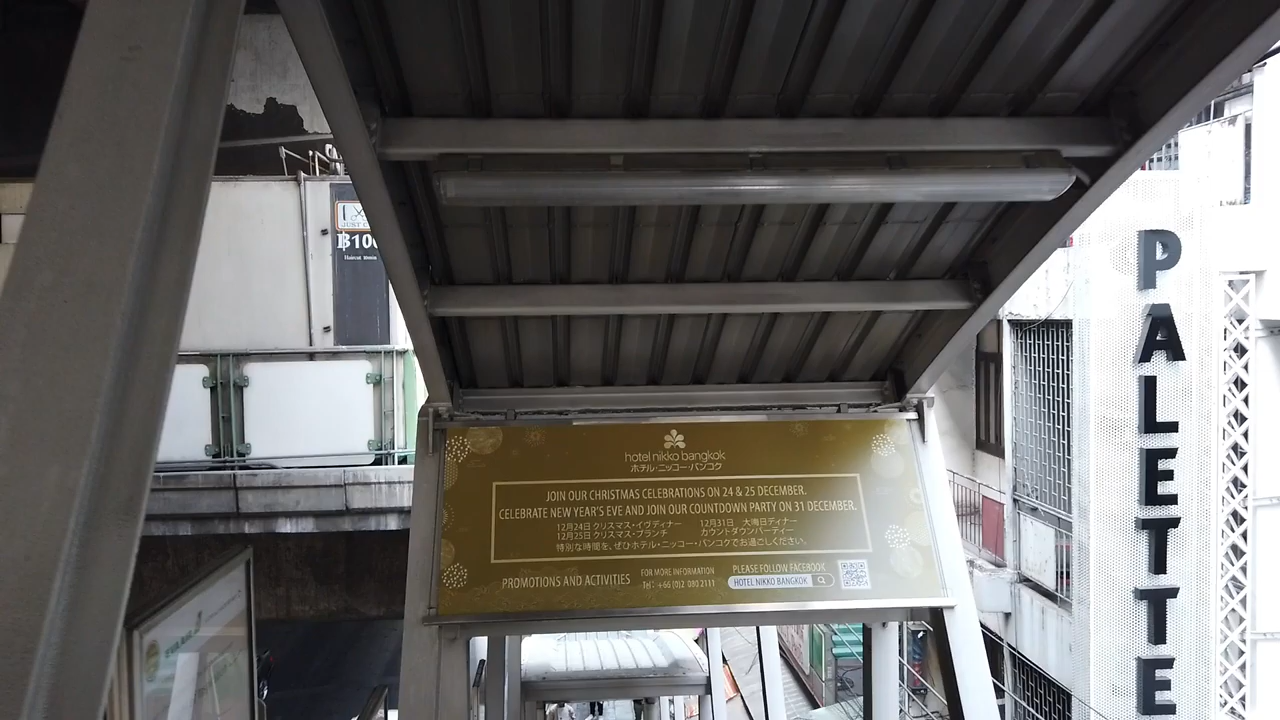 JUST
฿100
Haircut 10min
hotel nikko bangkok
ホテル・ニッコー・バンコク
JOIN OUR CHRISTMAS CELEBRATIONS ON 24 & 25 DECEMBER.
CELEBRATE NEW YEAR'S EVE AND JOIN OUR COUNTDOWN PARTY ON 31 DECEMBER.
12月24日 クリスマス・イヴディナー 12月31日 大晦日ディナー
12月25日 クリスマス・ブランチ カウントダウンパーティー
特別な時間を、ぜひホテル・ニッコー・バンコクでお過ごしください。
PROMOTIONS AND ACTIVITIES
FOR MORE INFORMATION
Tel: +66 (0)2 080 2111
PLEASE FOLLOW FACEBOOK
HOTEL NIKKO BANGKOK
PALETTE